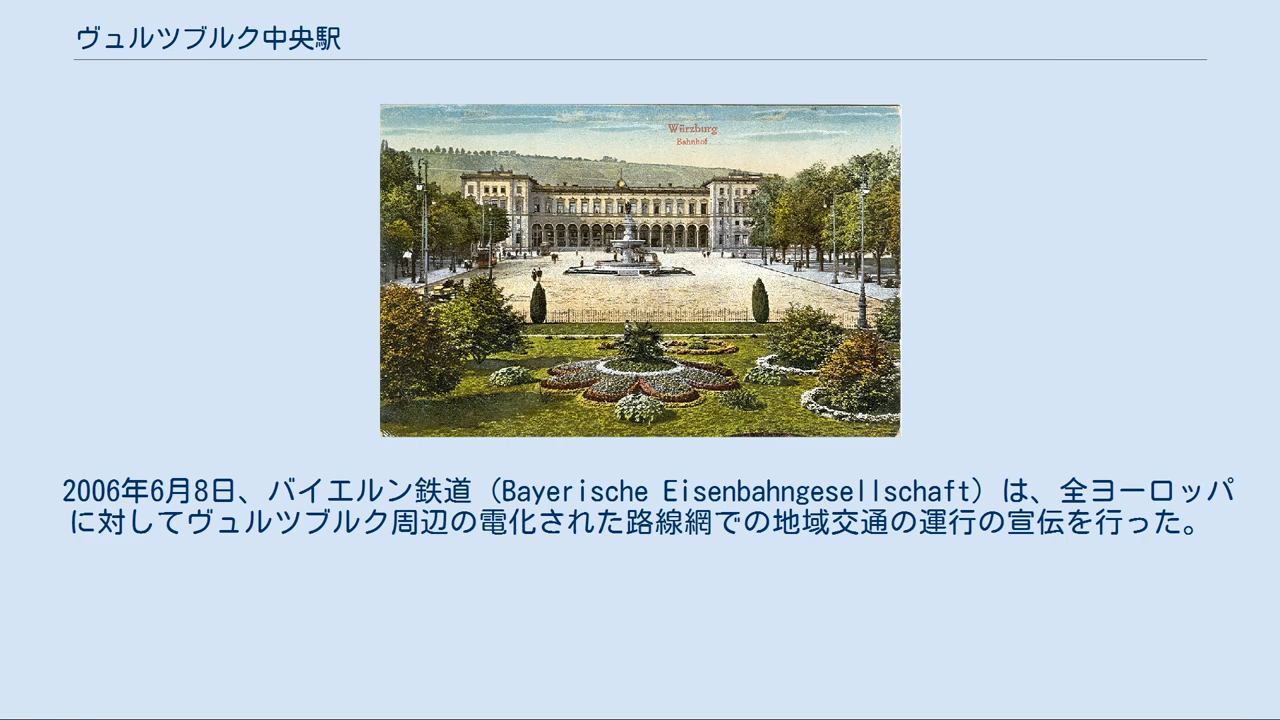 ヴュルツブルク中央駅
Würzburg
Bahnhof
2006年6月8日、バイエルン鉄道（Bayerische Eisenbahngesellschaft）は、全ヨーロッパ
に対してヴュルツブルク周辺の電化された路線網での地域交通の運行の宣伝を行った。